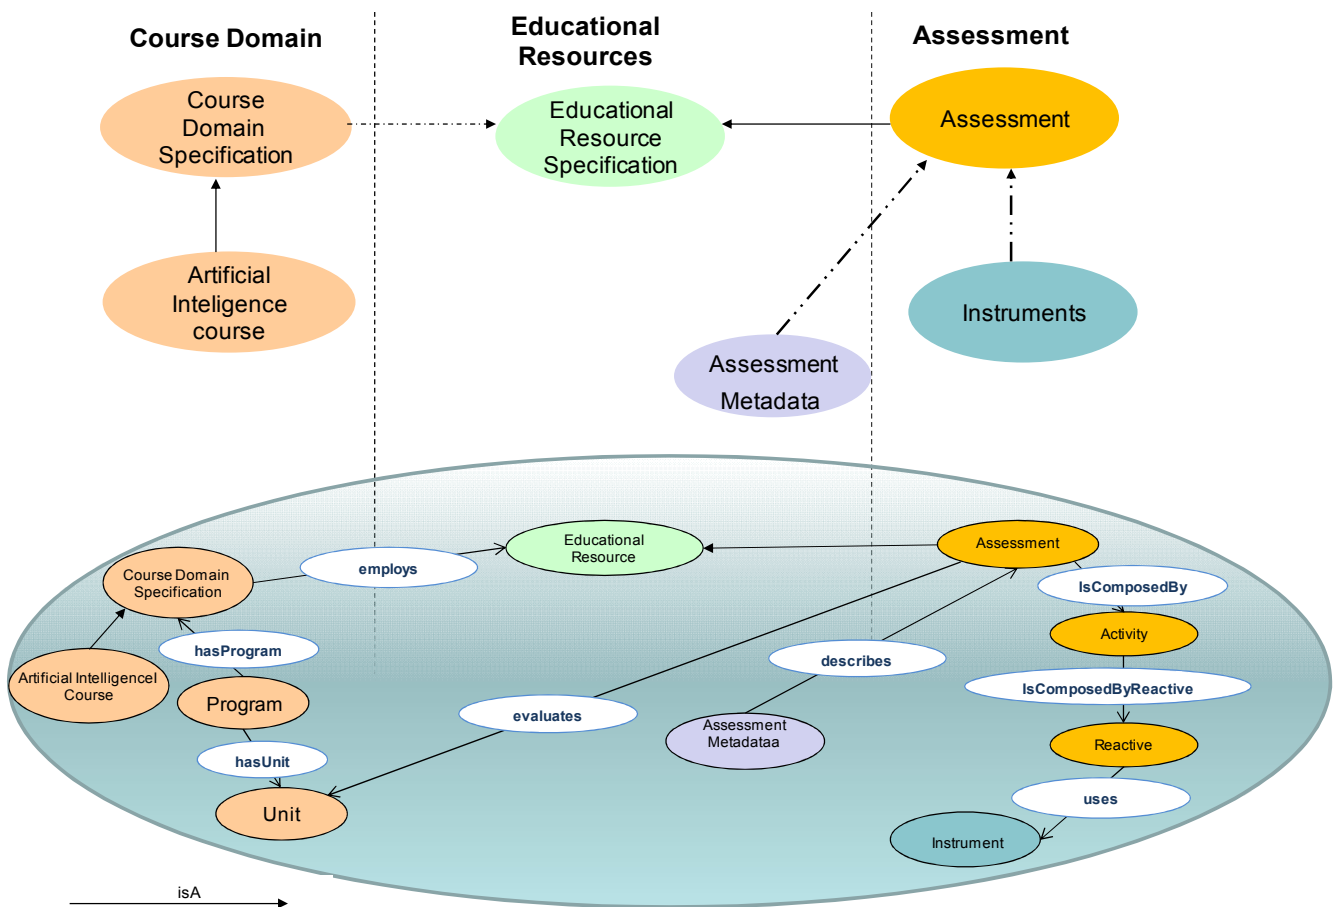 Course Domain
Educational
Resources
Assessment
Course
Domain
Specification
Educational
Resource
Specification
Assessment
Artificial
Inteligence
course
Instruments
Assessment
Metadata
Educational
Resource
Assessment
employs
Course Domain
Specification
IsComposedBy
Activity
hasProgram
describes
Artificial Intelligencel
Course
IsComposedByReactive
Program
evaluates
Assessment
Metadataa
Reactive
hasUnit
uses
Unit
Instrument
isA